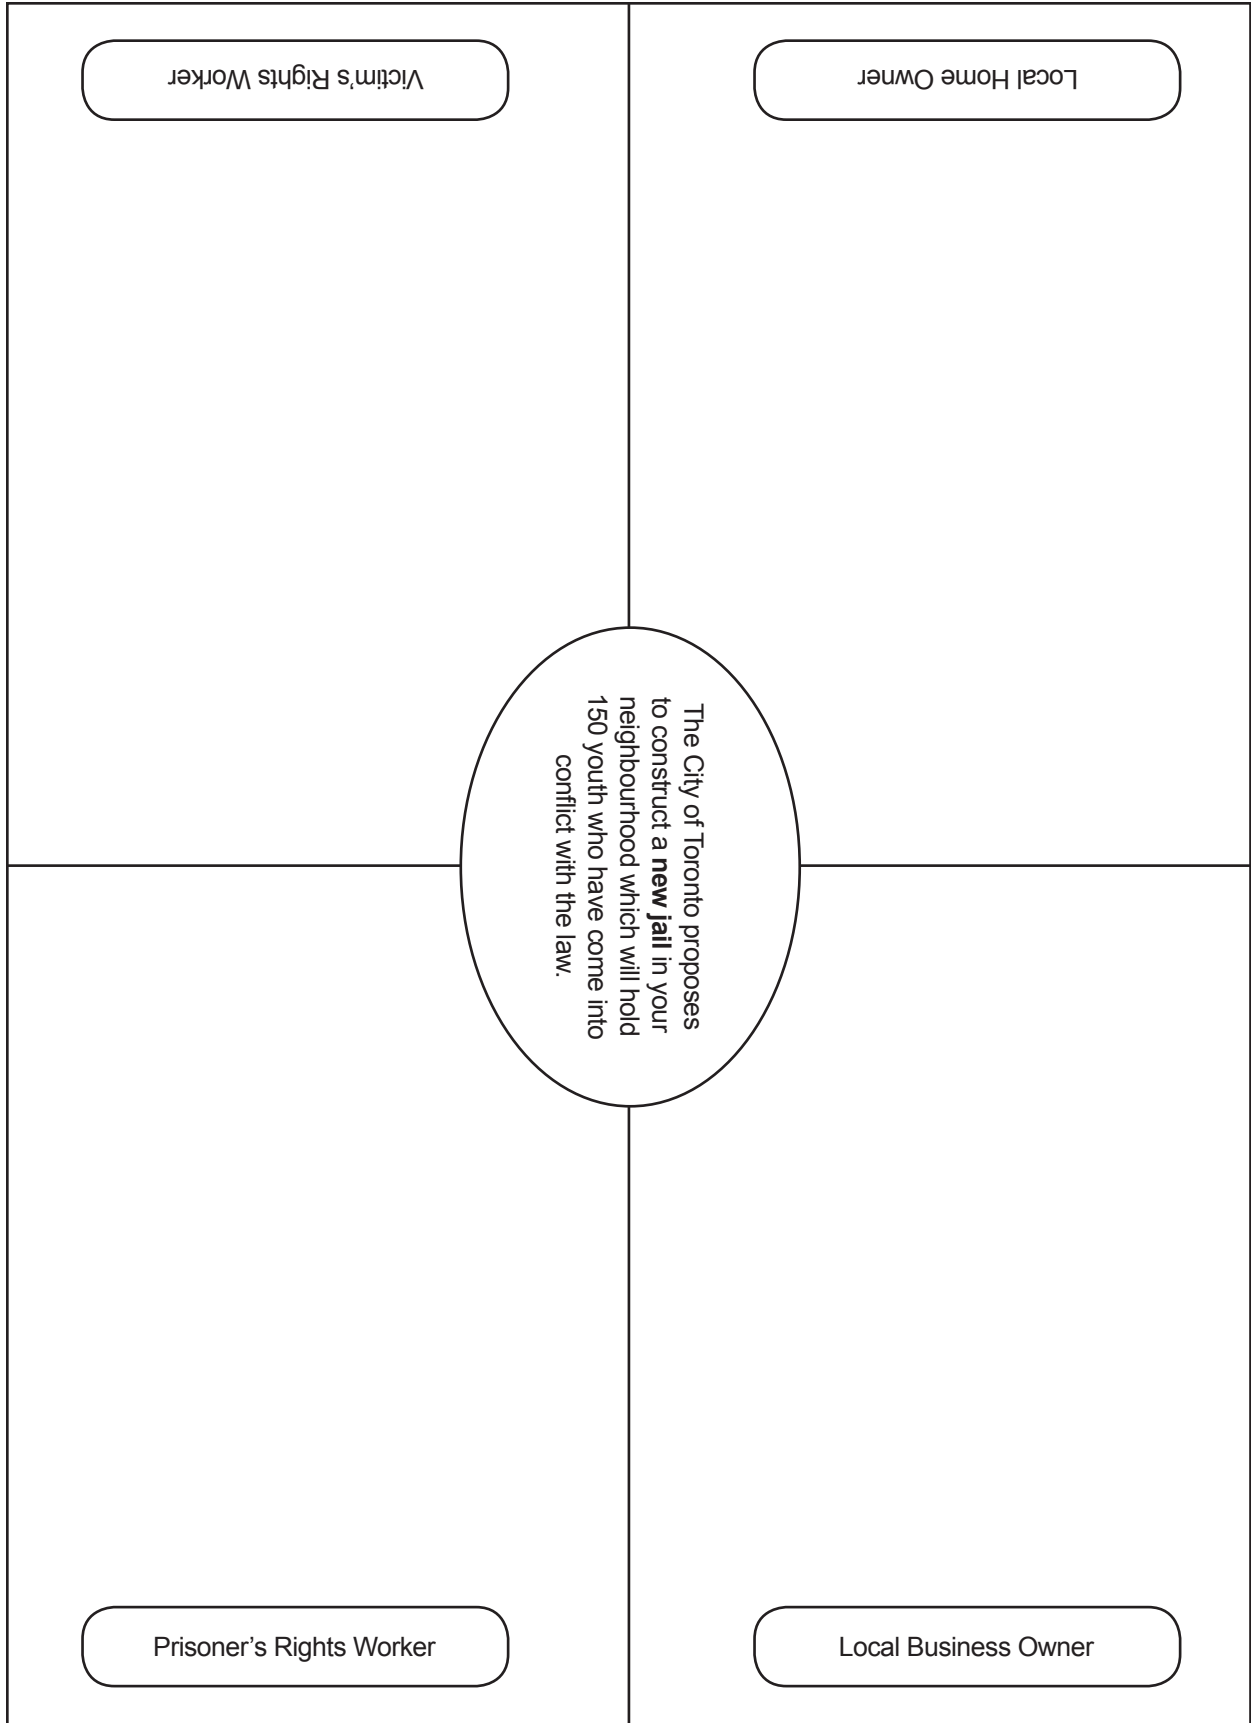 Victim's Rights Worker
Local Home Owner
The City of Toronto proposes
to construct a new jail in your
neighbourhood which will hold
150 youth who have come into
conflict with the law.
Prisoner's Rights Worker
Local Business Owner